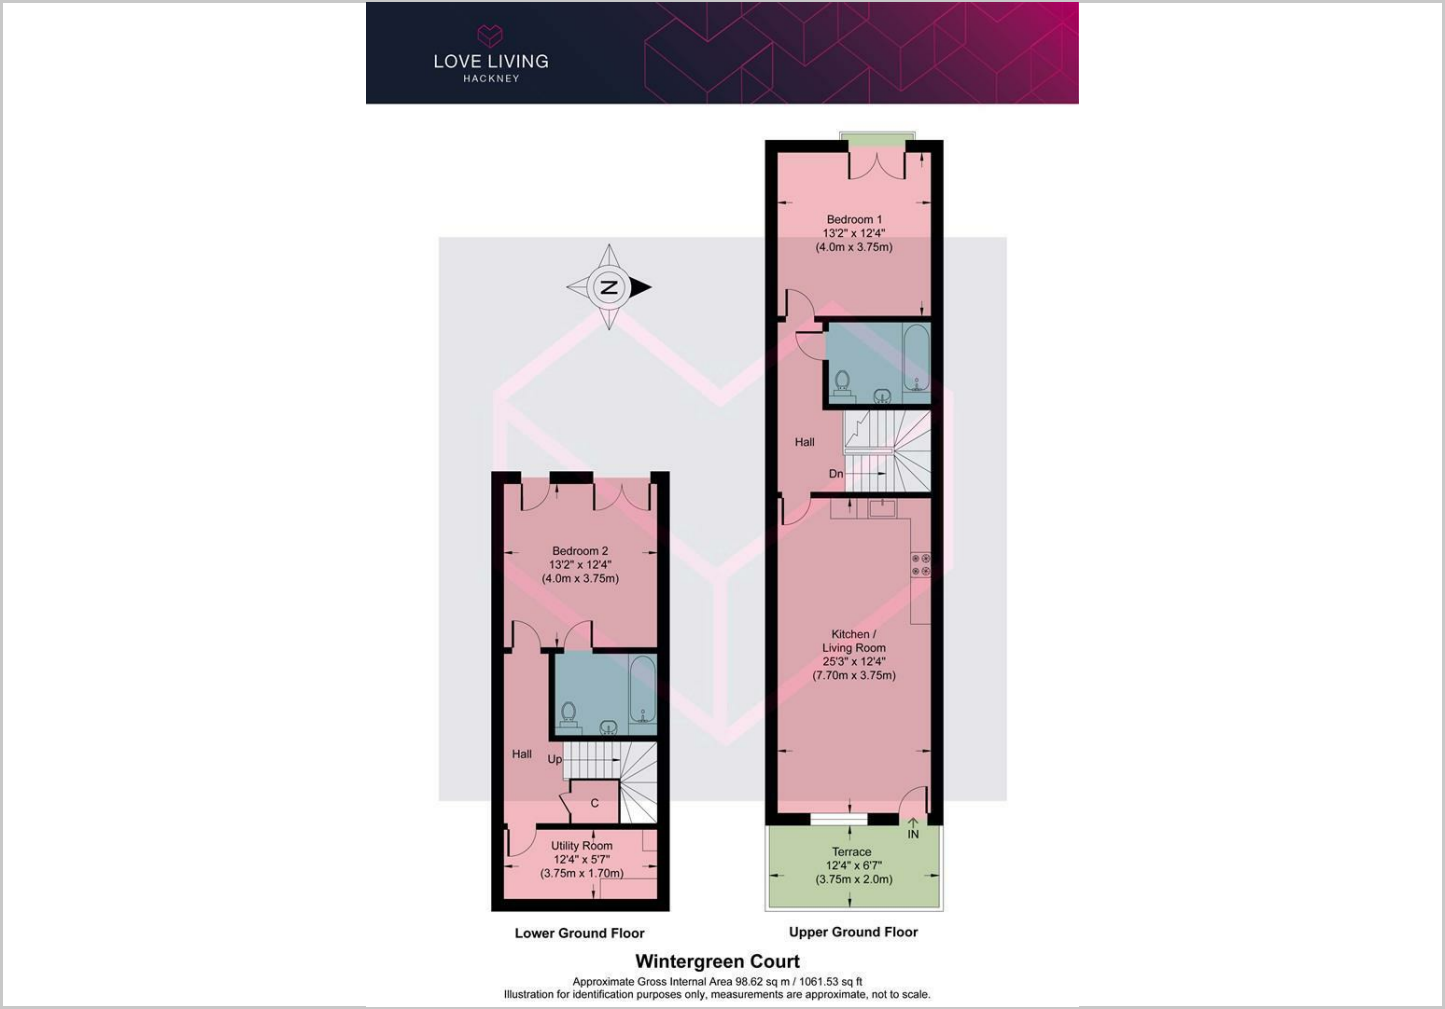 LOVE LIVING
HACKNEY
Bedroom 1
13'2" x 12'4"
(4.0m x 3.75m)
N
Hall
Dn
Bedroom 2
13'2" x 12'4"
(4.0m x 3.75m)
Kitchen /
Living Room
25'3" x 12'4"
(7.70m x 3.75m)
Hall
Up
C
IN
Utility Room
12'4" x 5'7"
(3.75m x 1.70m)
Terrace
12'4" x 6'7"
(3.75m x 2.0m)
Lower Ground Floor
Upper Ground Floor
Wintergreen Court
Approximate Gross Internal Area 98.62 sq m / 1061.53 sq ft
Illustration for identification purposes only, measurements are approximate, not to scale.